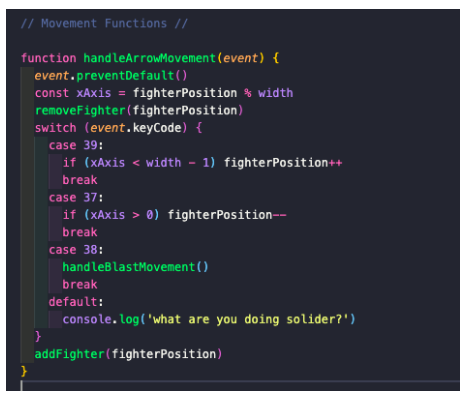 // Movement Functions //
function handleArrowMovement(event) {
event.preventDefault()
const xAxis = fighterPosition % width
removeFighter(fighterPosition)
switch (event.keyCode) {
case 39:
if (xAxis < width - 1) fighterPosition++
break
case 37:
if (xAxis > 0) fighterPosition--
break
case 38:
handleBlastMovement()
break
default:
console.log('what are you doing solider?')
}
addFighter(fighterPosition)
}